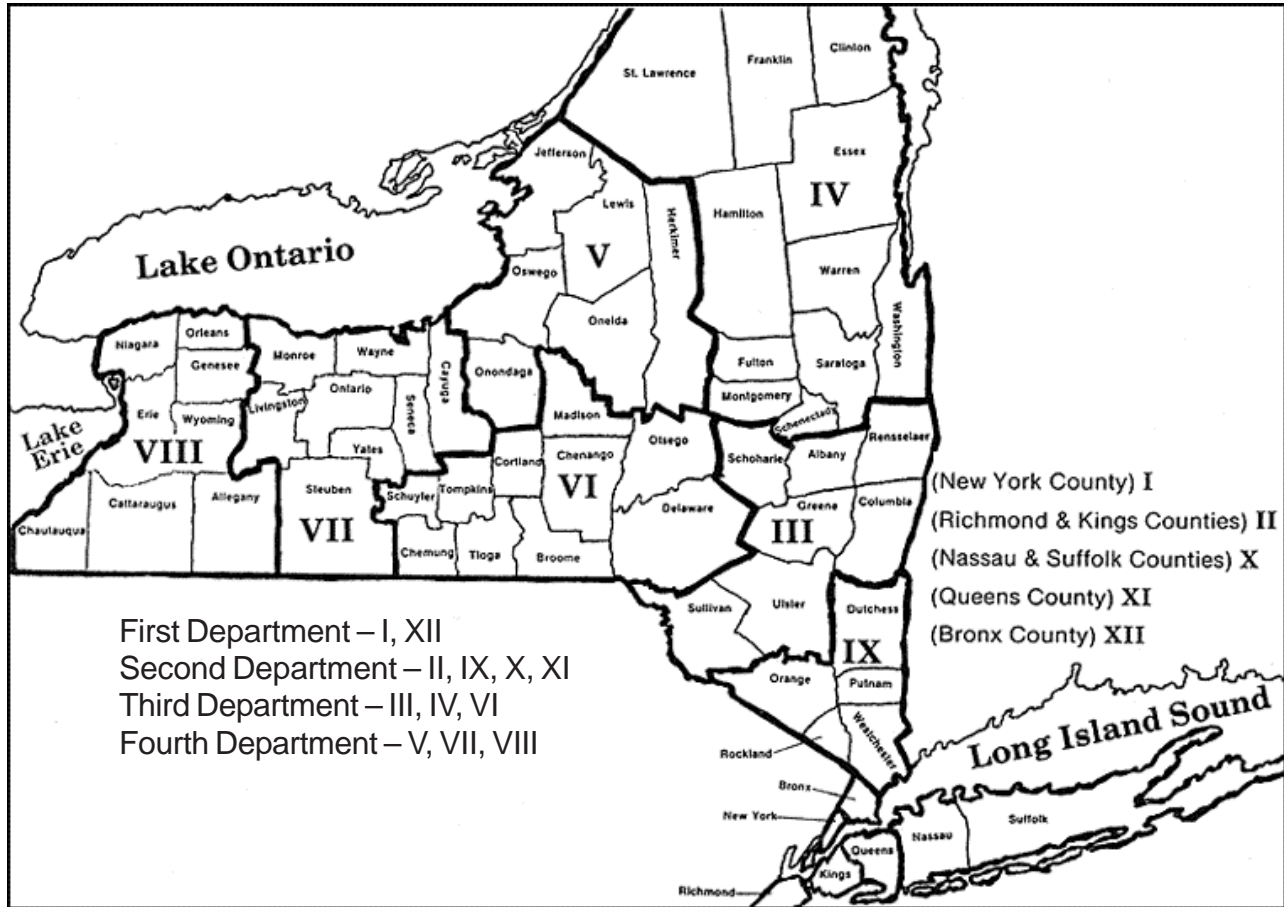 St. Lawrence
Franklin
Clinton
Jefferson
Essex
Lewis
IV
Herkimer
Hamilton
V
Lake Ontario
Oswego
Warren
Oneida
Washington
Niagara
Orleans
Monroe
Wayne
Cayuga
Genesee
Onondaga
Fulton
Saratoga
Ontario
Montgomery
Erie
Wyoming
Livingston
Seneca
Madison
Schenectady
Lake
Erie
VIII
Yates
Otsego
Rensselaer
Cortland
Chenango
Schoharie
Albany
VI
Cattaraugus
Allegany
Steuben
Schuyler
Tompkins
Delaware
Greene
Columbia
(New York County) I
Chautauqua
VII
III
(Richmond & Kings Counties) II
Chemung
Tioga
Broome
(Nassau & Suffolk Counties) X
Sullivan
Ulster
Dutchess
(Queens County) XI
(Bronx County) XII
First Department – I, XII
Second Department – II, IX, X, XI
Third Department – III, IV, VI
Fourth Department – V, VII, VIII
IX
Orange
Putnam
Rockland
Westchester
Long Island Sound
Bronx
New York
Suffolk
Nassau
Queens
Kings
Richmond